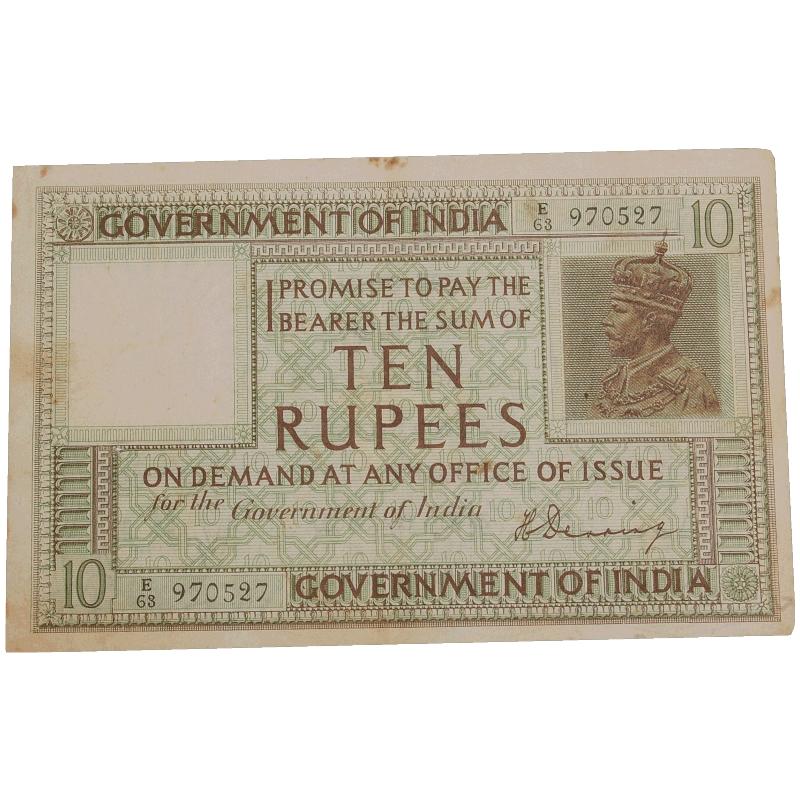 GOVERNMENT OF INDIA E/63 970527 10
I PROMISE TO PAY THE
BEARER THE SUM OF
TEN
RUPEES
ON DEMAND AT ANY OFFICE OF ISSUE
for the Government of India
H Denning
10 E/63 970527 GOVERNMENT OF INDIA